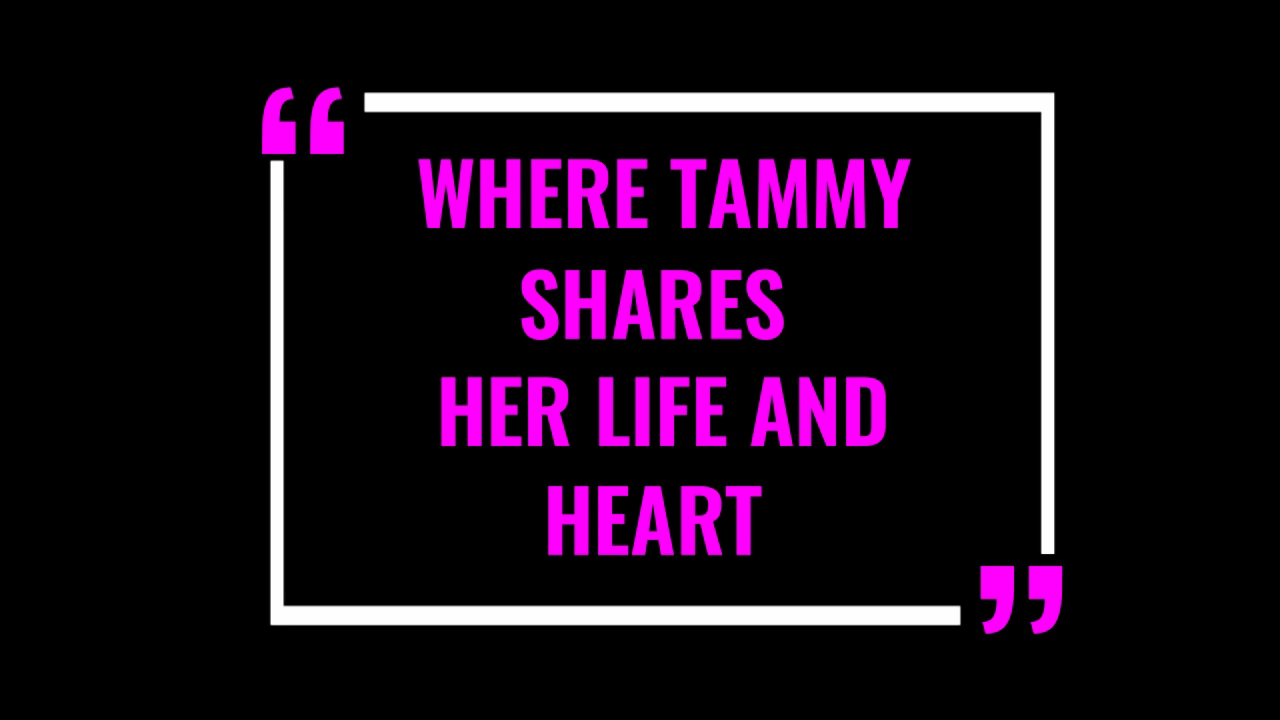 “
WHERE TAMMY
SHARES
HER LIFE AND
HEART
”